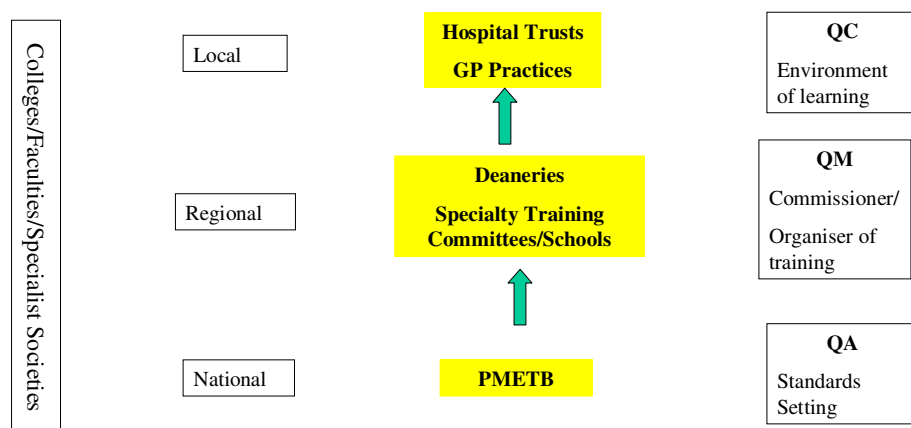 Colleges/Faculties/Specialist Societies
Local
Hospital Trusts
GP Practices
QC
Environment
of learning
Regional
Deaneries
Specialty Training
Committees/Schools
QM
Commissioner/
Organiser of
training
National
PMETB
QA
Standards
Setting